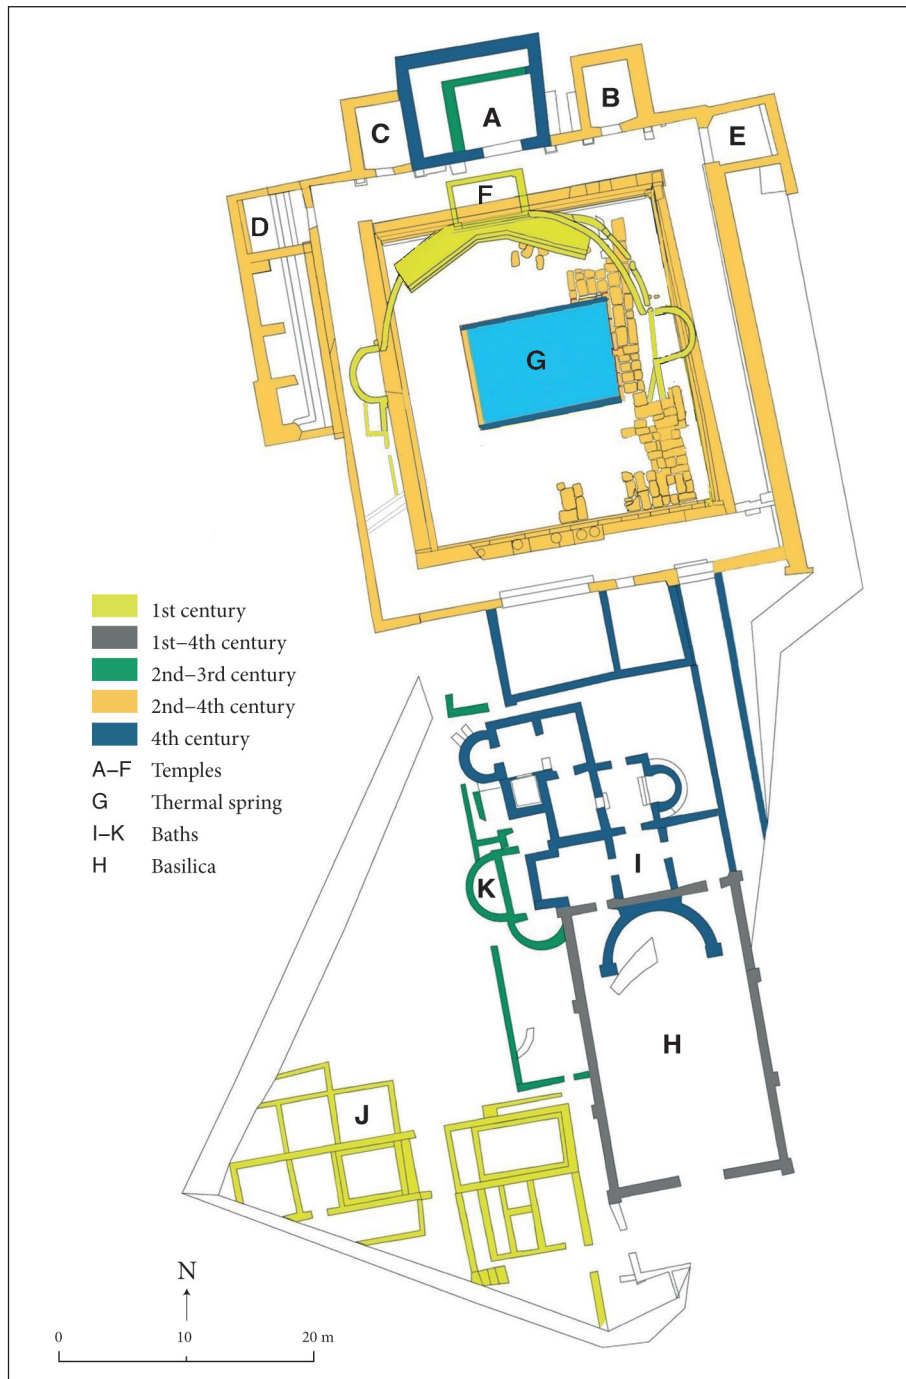 A
B
C
E
F
D
G
1st century
1st–4th century
2nd–3rd century
2nd–4th century
4th century
A–F Temples
G Thermal spring
I–K Baths
H Basilica
I
K
H
J
N
0 10 20 m